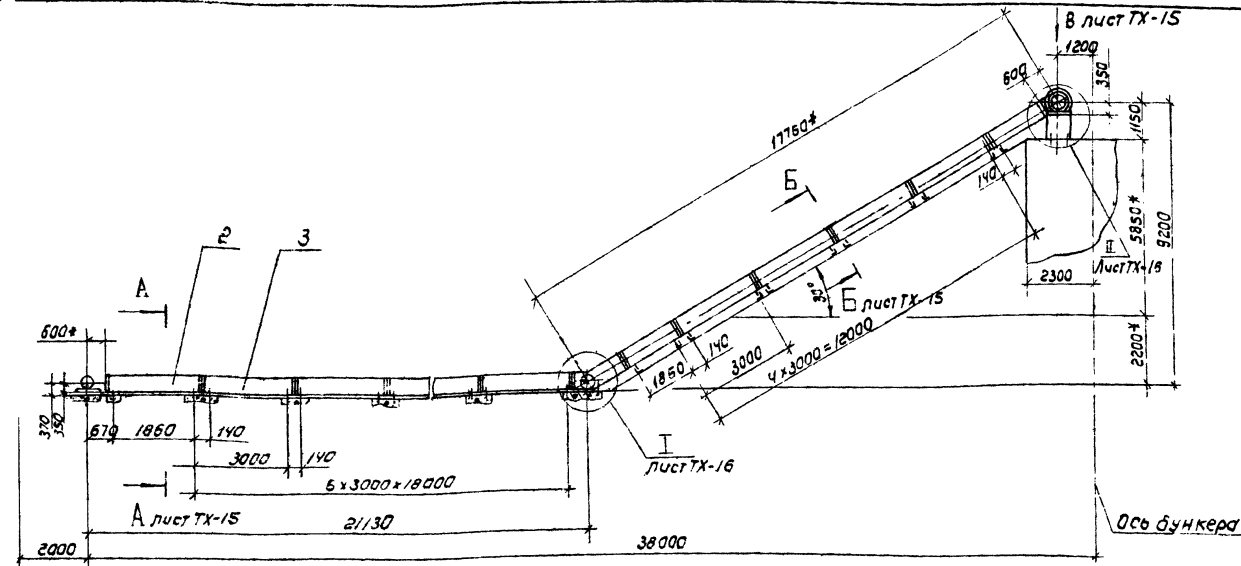 В лист ТХ-15
1200
350
600
1150
17760*
140
Б
5850*
9200
2
3
II
Лист ТХ-16
2300
А
30°
Б лист ТХ-15
600*
2200*
140
1860
3000
4 x 3000 = 12000
370
350
670
1860
140
I
Лист ТХ-16
3000
140
6 x 3000 x 18000
А лист ТХ-15
21130
Ось бункера
2000
38000